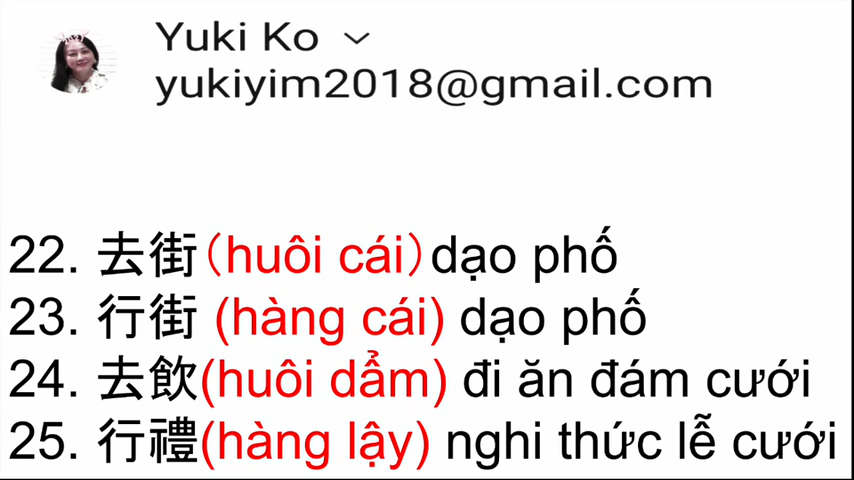 Yuki Ko
yukiyim2018@gmail.com
22. 去街（huôi cái）dạo phố
23. 行街 (hàng cái) dạo phố
24. 去飲(huôi dẩm) đi ăn đám cưới
25. 行禮(hàng lậy) nghi thức lễ cưới